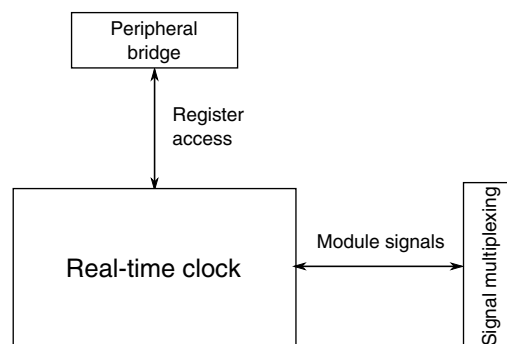 Peripheral
bridge
Register
access
Real-time clock
Module signals
Signal multiplexing